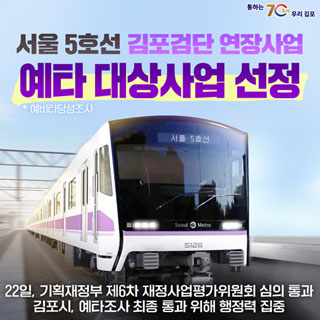 통하는 70 우리 김포
서울 5호선 김포검단 연장사업
예타 대상사업 선정
* 예비타당성조사
서울 5호선
Seoul Metro
5126
22일, 기획재정부 제6차 재정사업평가위원회 심의 통과
김포시, 예타조사 최종 통과 위해 행정력 집중